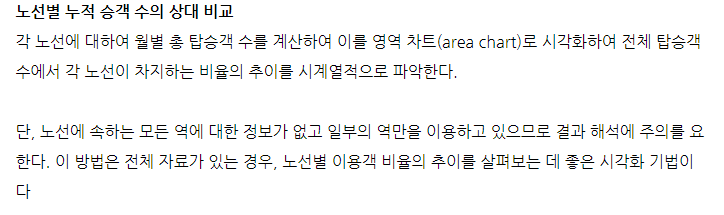 노선별 누적 승객 수의 상대 비교
각 노선에 대하여 월별 총 탑승객 수를 계산하여 이를 영역 차트(area chart)로 시각화하여 전체 탑승객
수에서 각 노선이 차지하는 비율의 추이를 시계열적으로 파악한다.
단, 노선에 속하는 모든 역에 대한 정보가 없고 일부의 역만을 이용하고 있으므로 결과 해석에 주의를 요
한다. 이 방법은 전체 자료가 있는 경우, 노선별 이용객 비율의 추이를 살펴보는 데 좋은 시각화 기법이
다